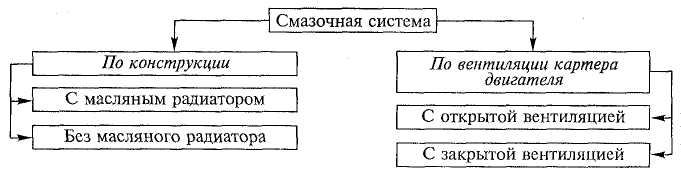 Смазочная система
По конструкции
С масляным радиатором
Без масляного радиатора
По вентиляции картера
двигателя
С открытой вентиляцией
С закрытой вентиляцией